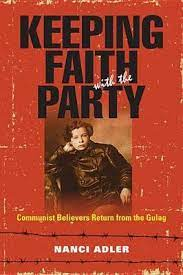 KEEPING
FAITH
with the
PARTY
Communist Believers Return from the Gulag
NANCI ADLER